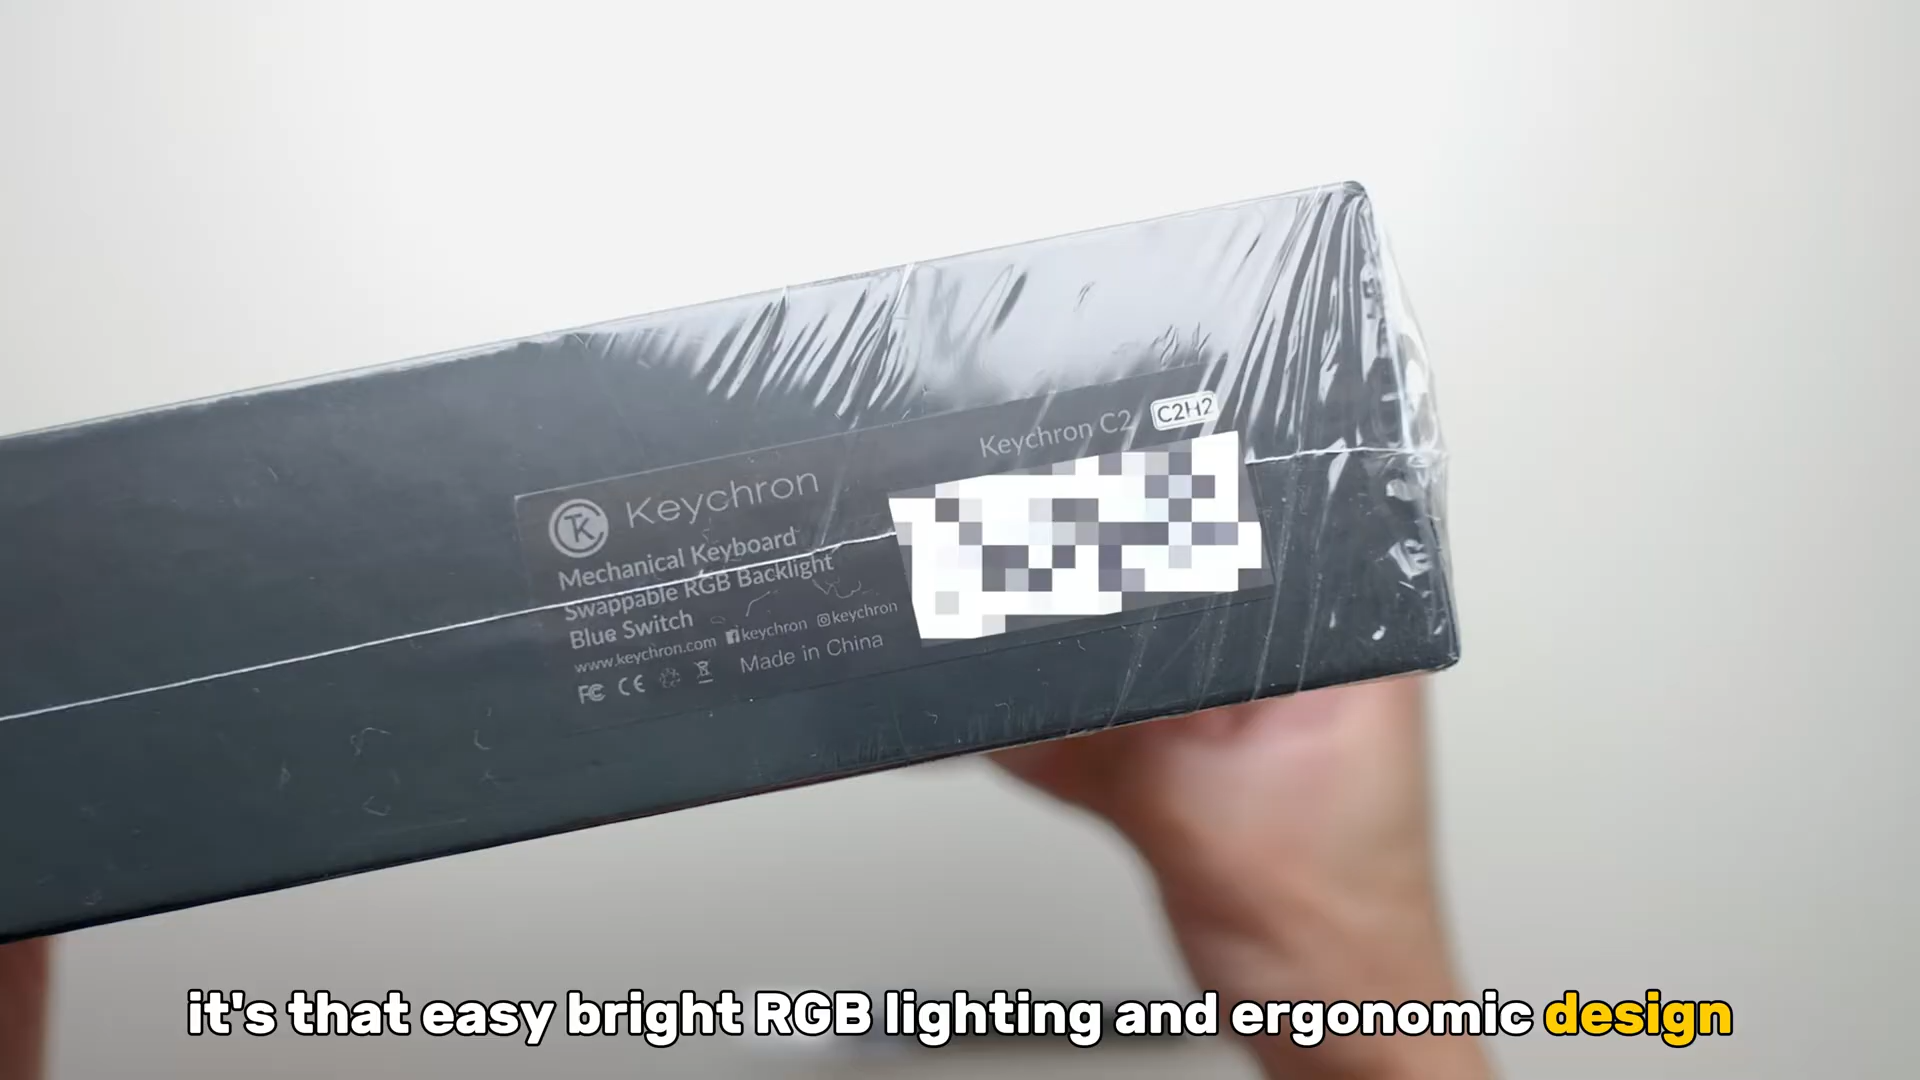 Keychron C2 C2H2
Keychron
Mechanical Keyboard
Swappable RGB Backlight
Blue Switch
www.keychron.com keychron keychron
FC CE Made in China
it's that easy bright RGB lighting and ergonomic design